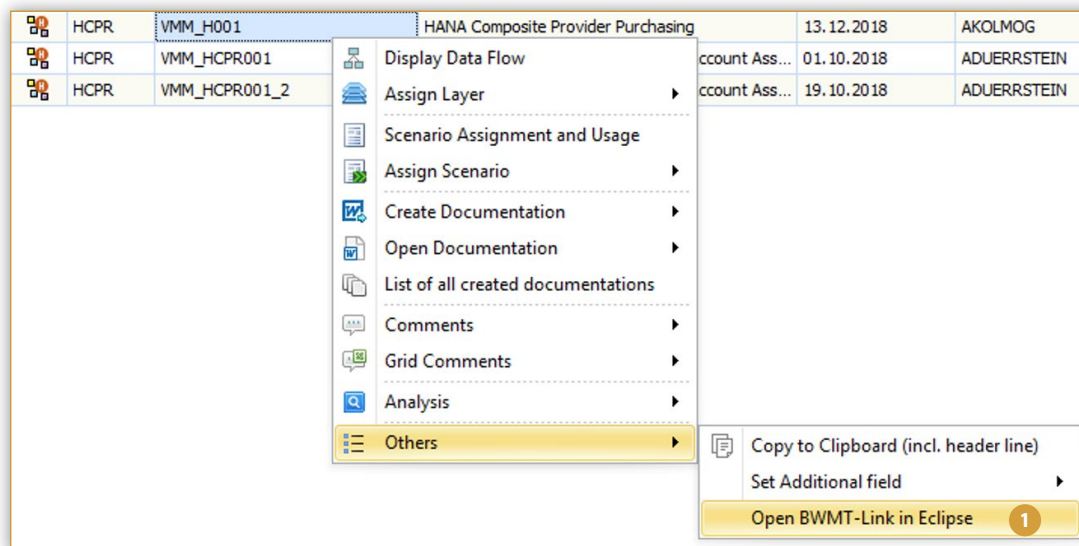 HCPR VMM_H001 HANA Composite Provider Purchasing 13.12.2018 AKOLMOG
HCPR VMM_HCPR001 ccount Ass... 01.10.2018 ADUERRSTEIN
HCPR VMM_HCPR001_2 ccount Ass... 19.10.2018 ADUERRSTEIN
Display Data Flow
Assign Layer
Scenario Assignment and Usage
Assign Scenario
Create Documentation
Open Documentation
List of all created documentations
Comments
Grid Comments
Analysis
Others
Copy to Clipboard (incl. header line)
Set Additional field
Open BWMT-Link in Eclipse 1